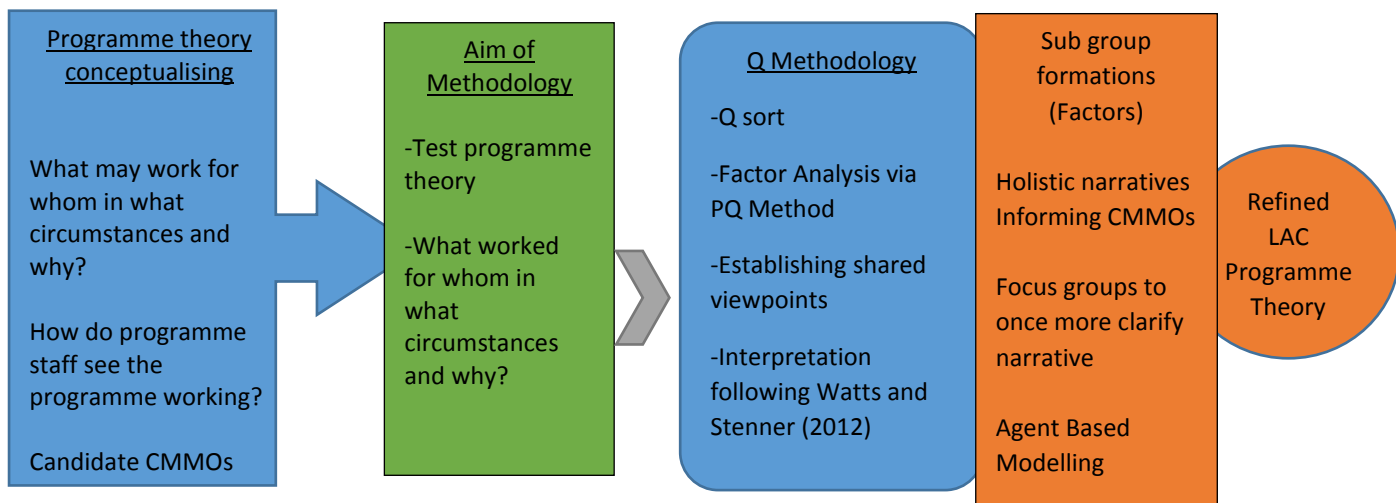 Programme theory
conceptualising
What may work for
whom in what
circumstances and
why?
How do programme
staff see the
programme working?
Candidate CMMOs
Aim of
Methodology
-Test programme
theory
-What worked
for whom in
what
circumstances
and why?
Q Methodology
-Q sort
-Factor Analysis via
PQ Method
-Establishing shared
viewpoints
-Interpretation
following Watts and
Stenner (2012)
Sub group
formations
(Factors)
Holistic narratives
Informing CMMOs
Focus groups to
once more clarify
narrative
Agent Based
Modelling
Refined
LAC
Programme
Theory